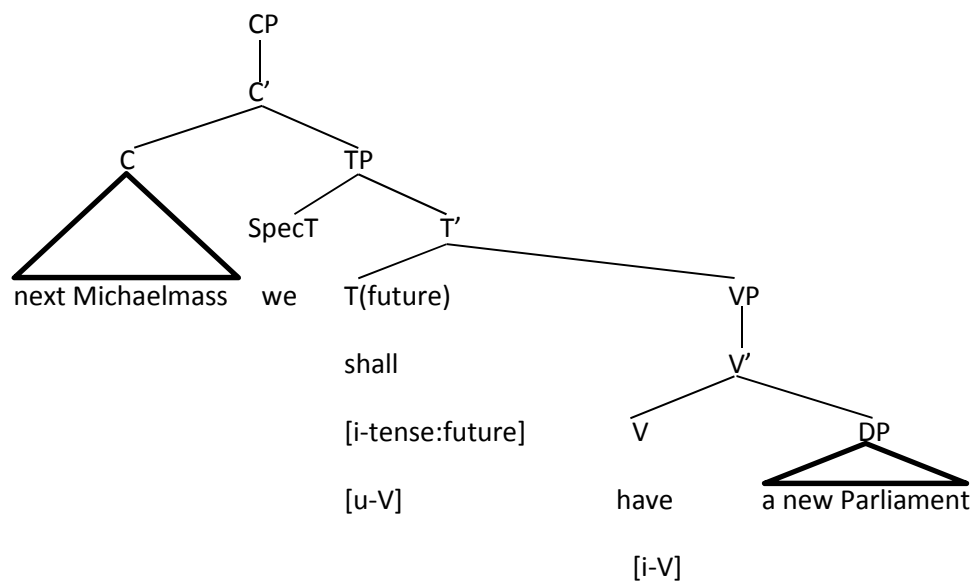 CP
C’
C TP
SpecT T’
next Michaelmass we T(future) VP
shall V’
[i-tense:future] V DP
[u-V] have a new Parliament
[i-V]